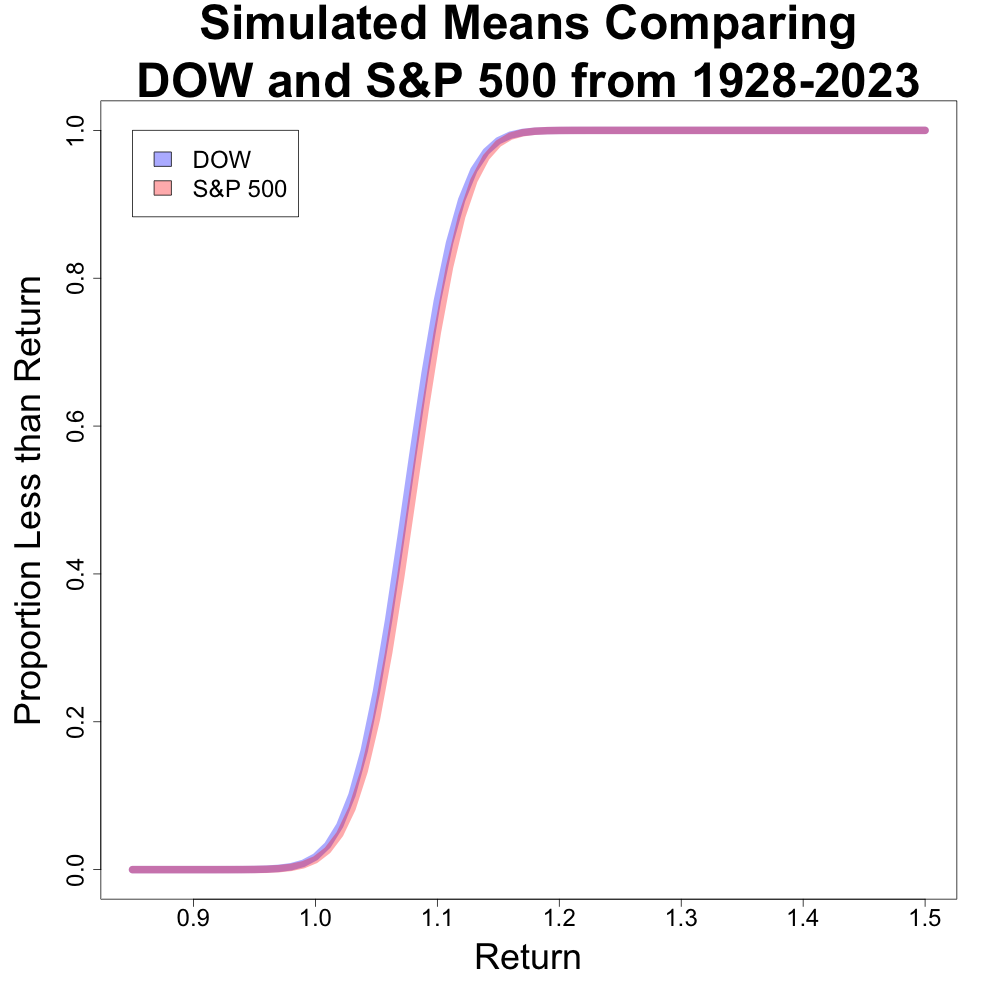 Simulated Means Comparing
DOW and S&P 500 from 1928-2023
DOW
S&P 500
Proportion Less than Return
1.0
0.8
0.6
0.4
0.2
0.0
0.9 1.0 1.1 1.2 1.3 1.4 1.5
Return